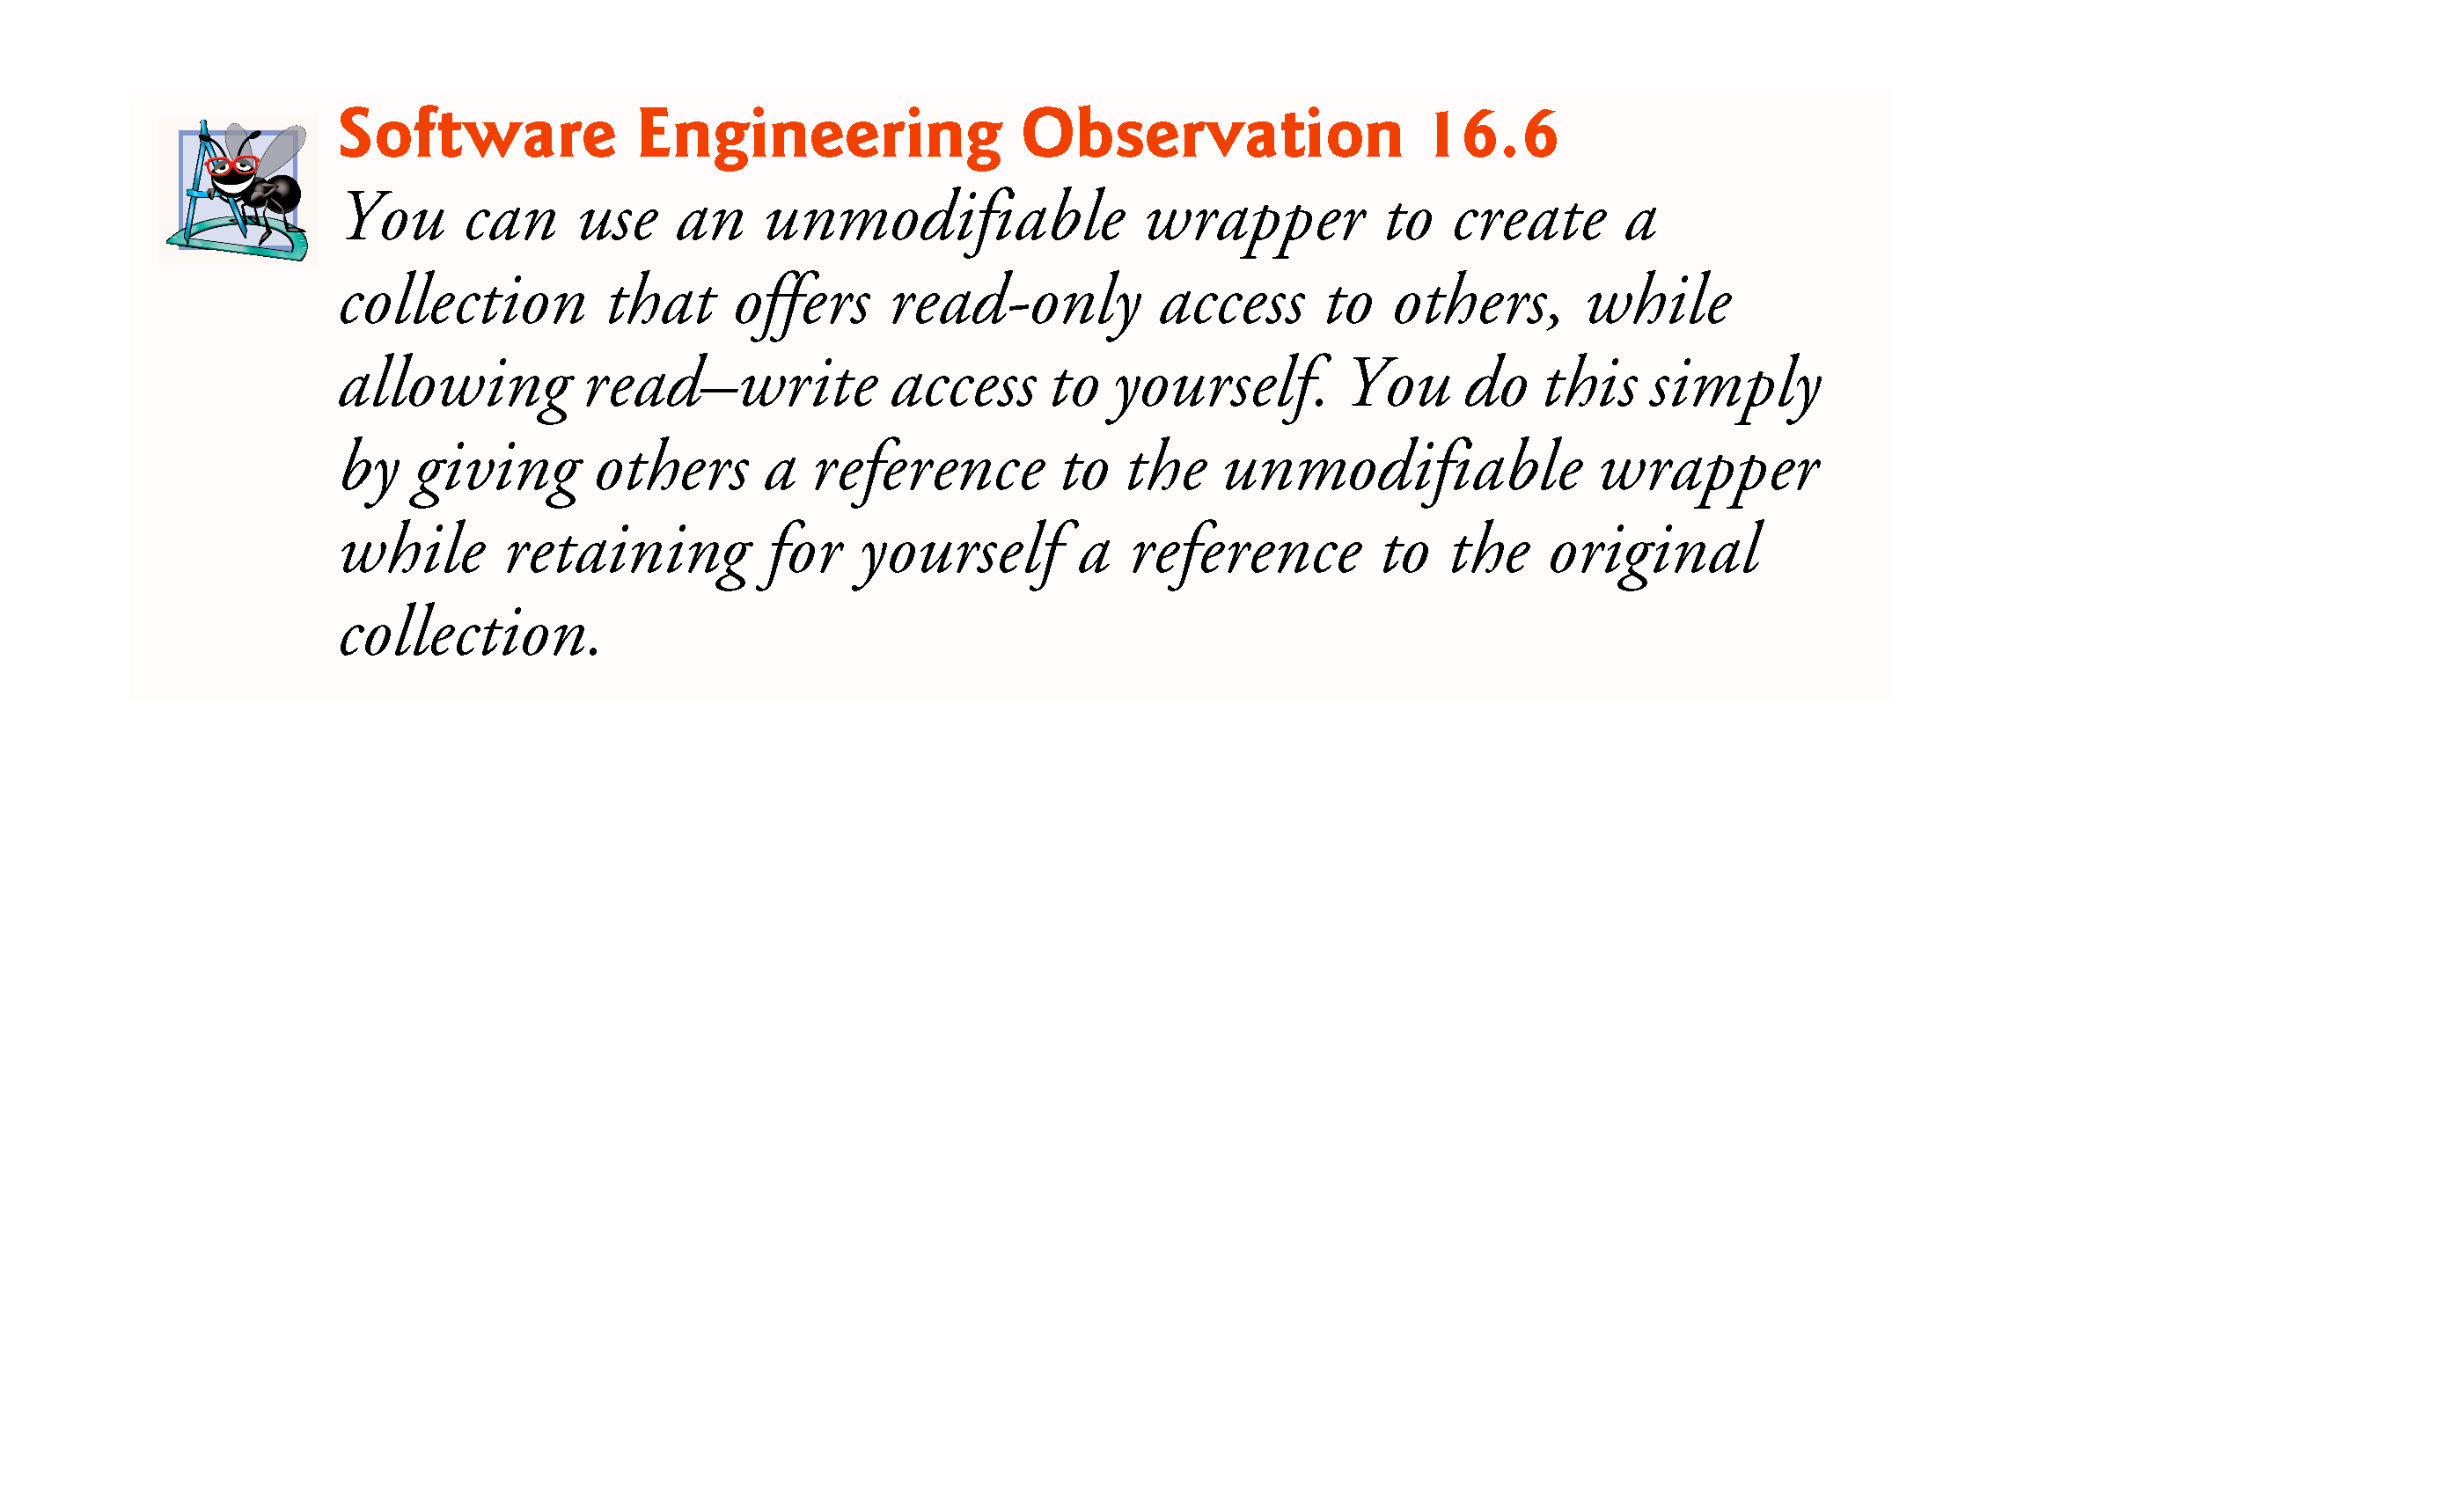 Software Engineering Observation 16.6
You can use an unmodifiable wrapper to create a
collection that offers read-only access to others, while
allowing read–write access to yourself. You do this simply
by giving others a reference to the unmodifiable wrapper
while retaining for yourself a reference to the original
collection.